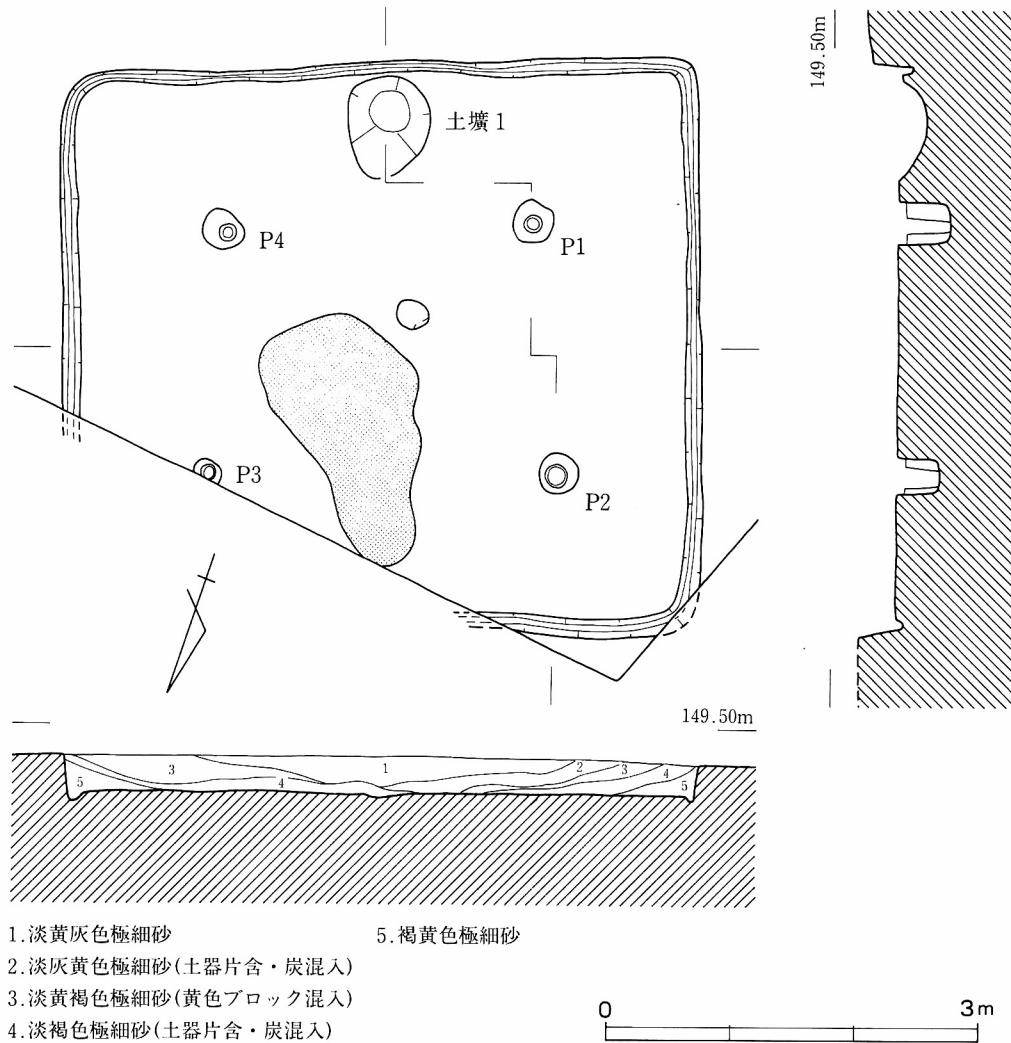 149.50m
土壙1
P4
P1
P3
P2
149.50m
1
2
3
3
4
4
5
5
1.淡黄灰色極細砂
2.淡灰黄色極細砂(土器片含・炭混入)
3.淡黄褐色極細砂(黄色ブロック混入)
4.淡褐色極細砂(土器片含・炭混入)
5.褐黄色極細砂
0 3m